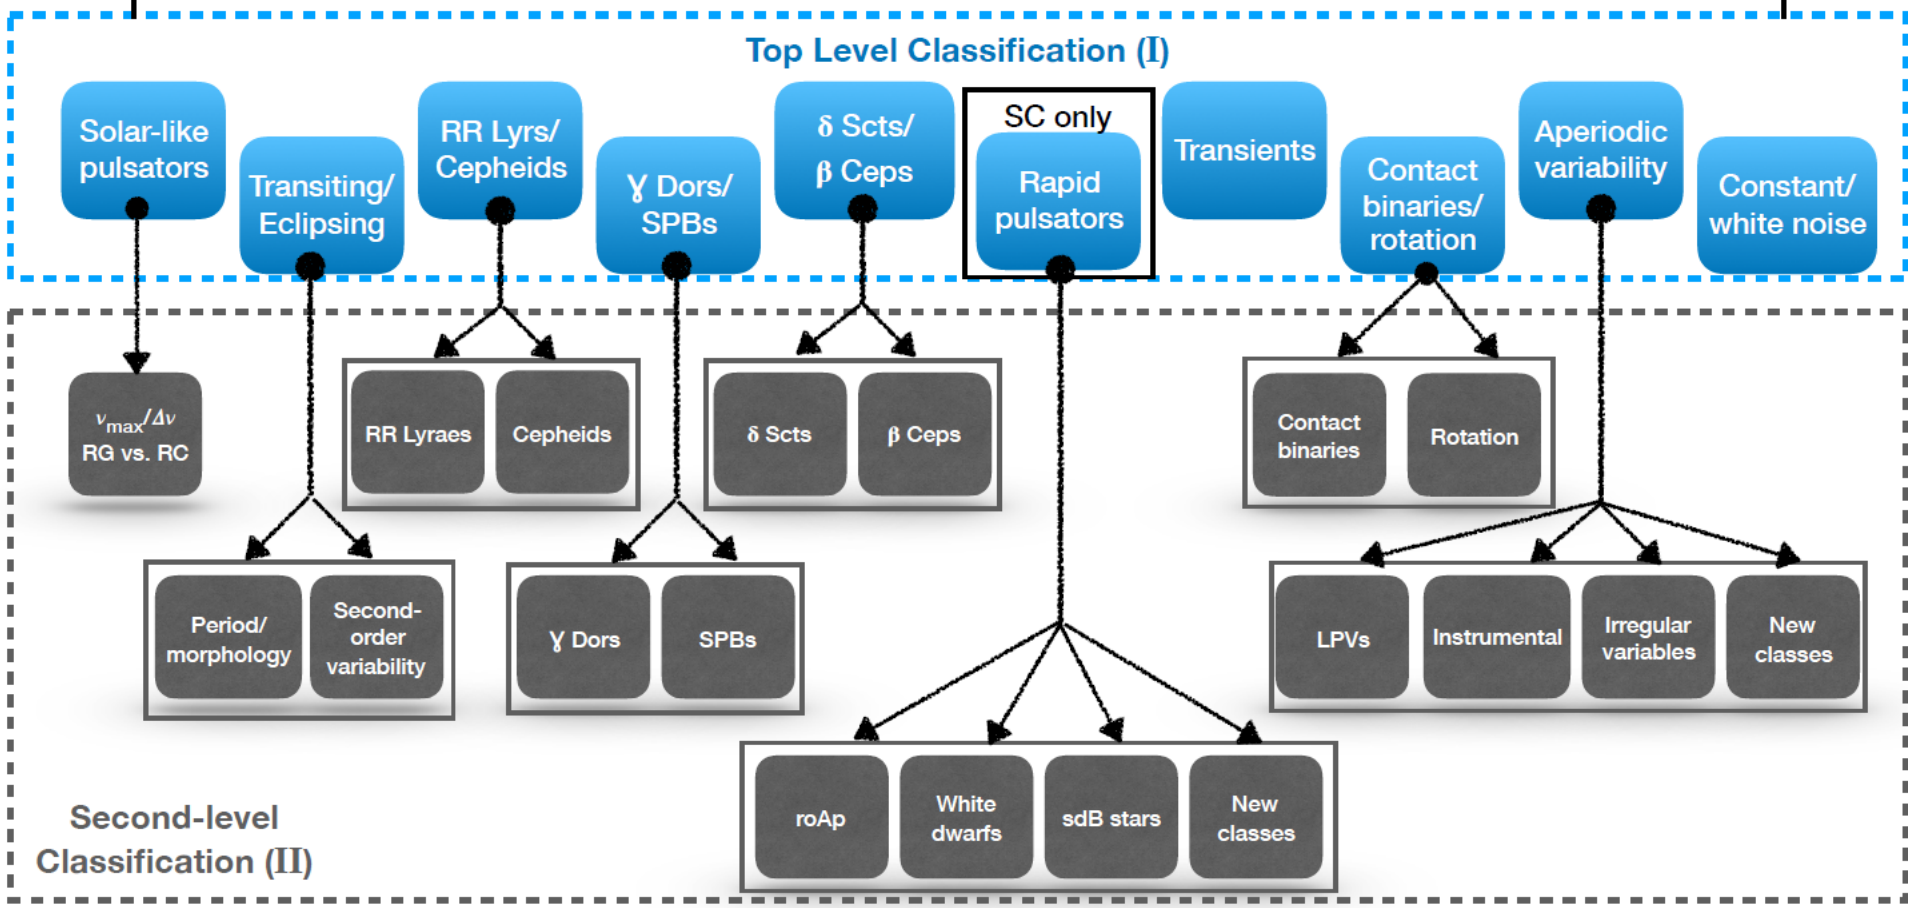 Top Level Classification (I)
Solar-like
pulsators
Transiting/
Eclipsing
RR Lyrs/
Cepheids
Ɣ Dors/
SPBs
δ Scts/
β Ceps
SC only
Rapid
pulsators
Transients
Contact
binaries/
rotation
Aperiodic
variability
Constant/
white noise
νmax/Δν
RG vs. RC
RR Lyraes
Cepheids
δ Scts
β Ceps
Contact
binaries
Rotation
Period/
morphology
Second-
order
variability
Ɣ Dors
SPBs
LPVs
Instrumental
Irregular
variables
New
classes
roAp
White
dwarfs
sdB stars
New
classes
Second-level
Classification (II)